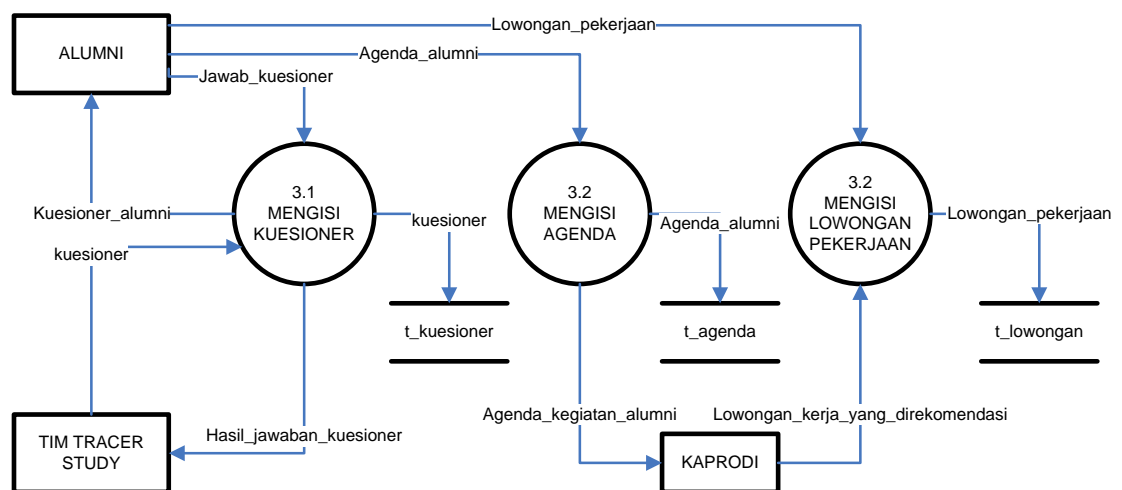 Lowongan_pekerjaan
ALUMNI
Agenda_alumni
Jawab_kuesioner
3.1
MENGISI
KUESIONER
3.2
MENGISI
AGENDA
3.2
MENGISI
LOWONGAN
PEKERJAAN
Kuesioner_alumni
kuesioner
Agenda_alumni
Lowongan_pekerjaan
kuesioner
t_kuesioner
t_agenda
t_lowongan
Agenda_kegiatan_alumni
Lowongan_kerja_yang_direkomendasi
Hasil_jawaban_kuesioner
TIM TRACER
STUDY
KAPRODI